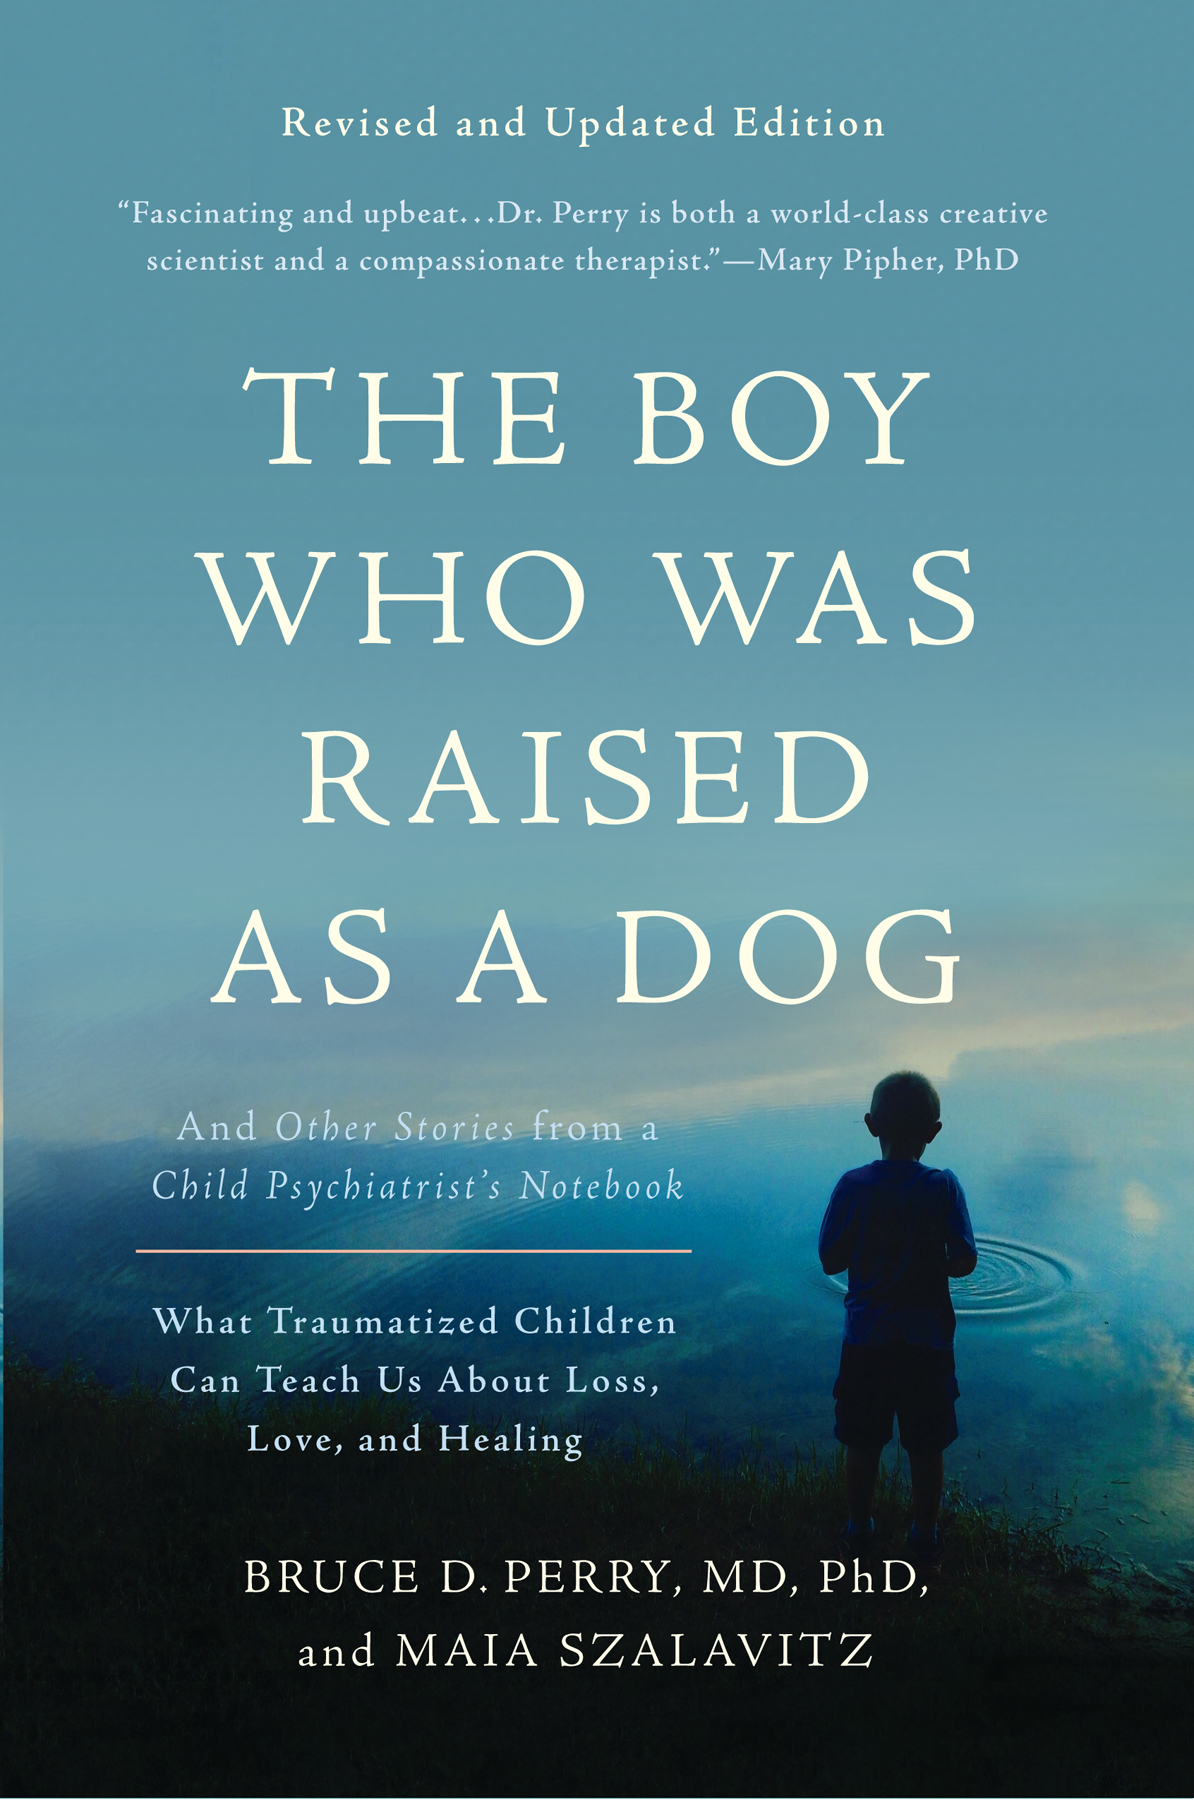 Revised and Updated Edition
“Fascinating and upbeat...Dr. Perry is both a world-class creative
scientist and a compassionate therapist.”—Mary Pipher, PhD
THE BOY
WHO WAS
RAISED
AS A DOG
And Other Stories from a
Child Psychiatrist’s Notebook
What Traumatized Children
Can Teach Us About Loss,
Love, and Healing
BRUCE D. PERRY, MD, PhD,
and MAIA SZALAVITZ